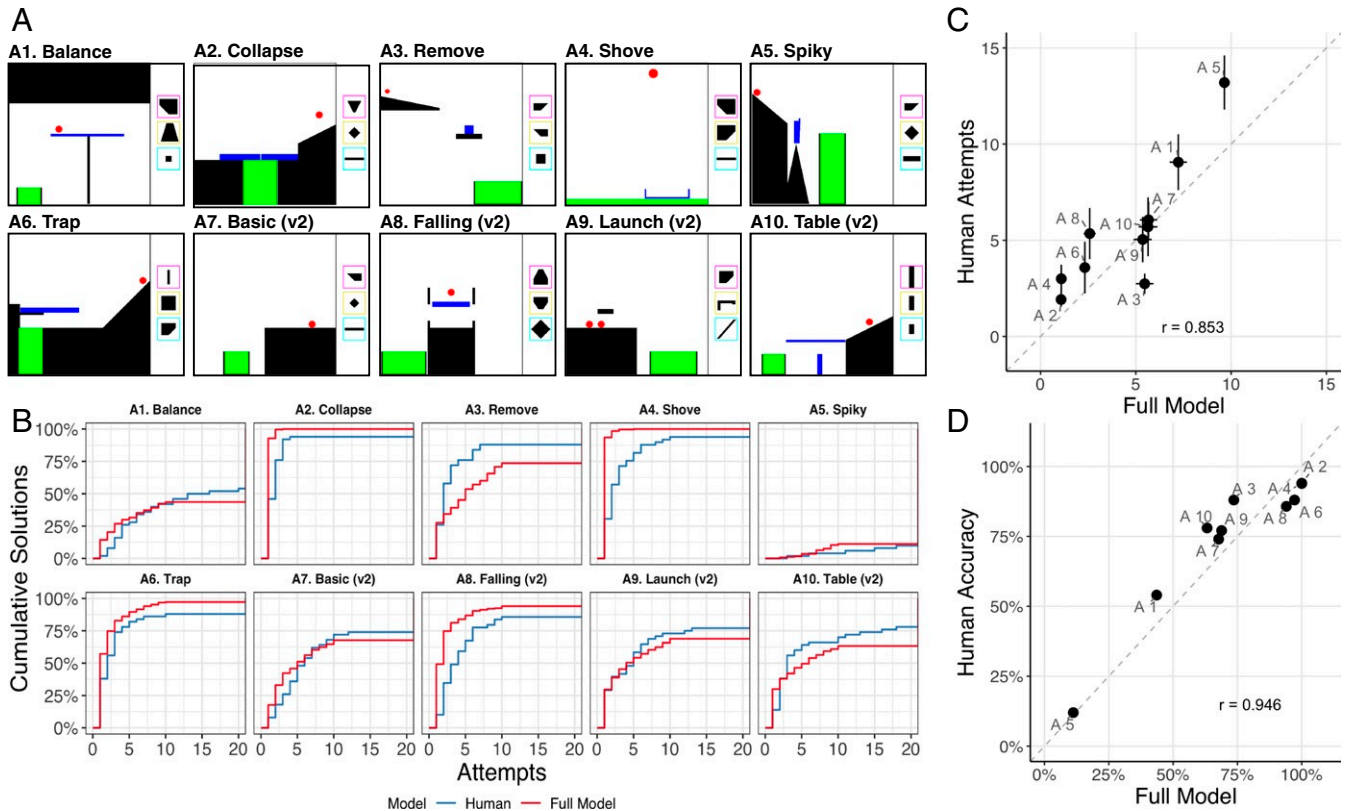 A
A1. Balance
A2. Collapse
A3. Remove
A4. Shove
A5. Spiky
A6. Trap
A7. Basic (v2)
A8. Falling (v2)
A9. Launch (v2)
A10. Table (v2)
B
A1. Balance
A2. Collapse
A3. Remove
A4. Shove
A5. Spiky
100%
75%
50%
25%
0%
A6. Trap
A7. Basic (v2)
A8. Falling (v2)
A9. Launch (v2)
A10. Table (v2)
100%
75%
50%
25%
0%
Cumulative Solutions
0 5 10 15 20
0 5 10 15 20
0 5 10 15 20
0 5 10 15 20
0 5 10 15 20
Attempts
Model Human Full Model
C
Human Attempts
15
10
5
0
A 5
A 1
A 7
A 8
A 10
A 6
A 9
A 4
A 3
A 2
r = 0.853
0 5 10 15
Full Model
D
Human Accuracy
100%
75%
50%
25%
0%
A 2
A 3
A 4
A 10
A 9
A 8
A 6
A 7
A 1
A 5
r = 0.946
0% 25% 50% 75% 100%
Full Model